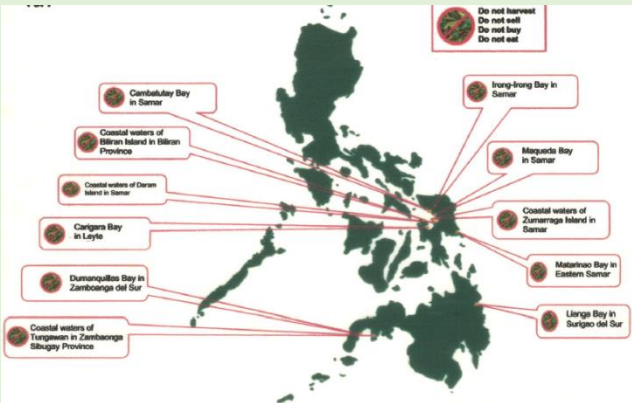 Do not harvest
Do not sell
Do not buy
Do not eat
Cambatutay Bay
in Samar
Irong-Irong Bay in
Samar
Coastal waters of
Biliran Island in Biliran
Province
Maqueda Bay
in Samar
Coastal waters of Daram
Island in Samar
Coastal waters of
Zumarraga Island in
Samar
Carigara Bay
in Leyte
Matarinao Bay in
Eastern Samar
Dumanquillas Bay in
Zamboanga del Sur
Lianga Bay in
Surigao del Sur
Coastal waters of
Tungawan in Zambaonga
Sibugay Province